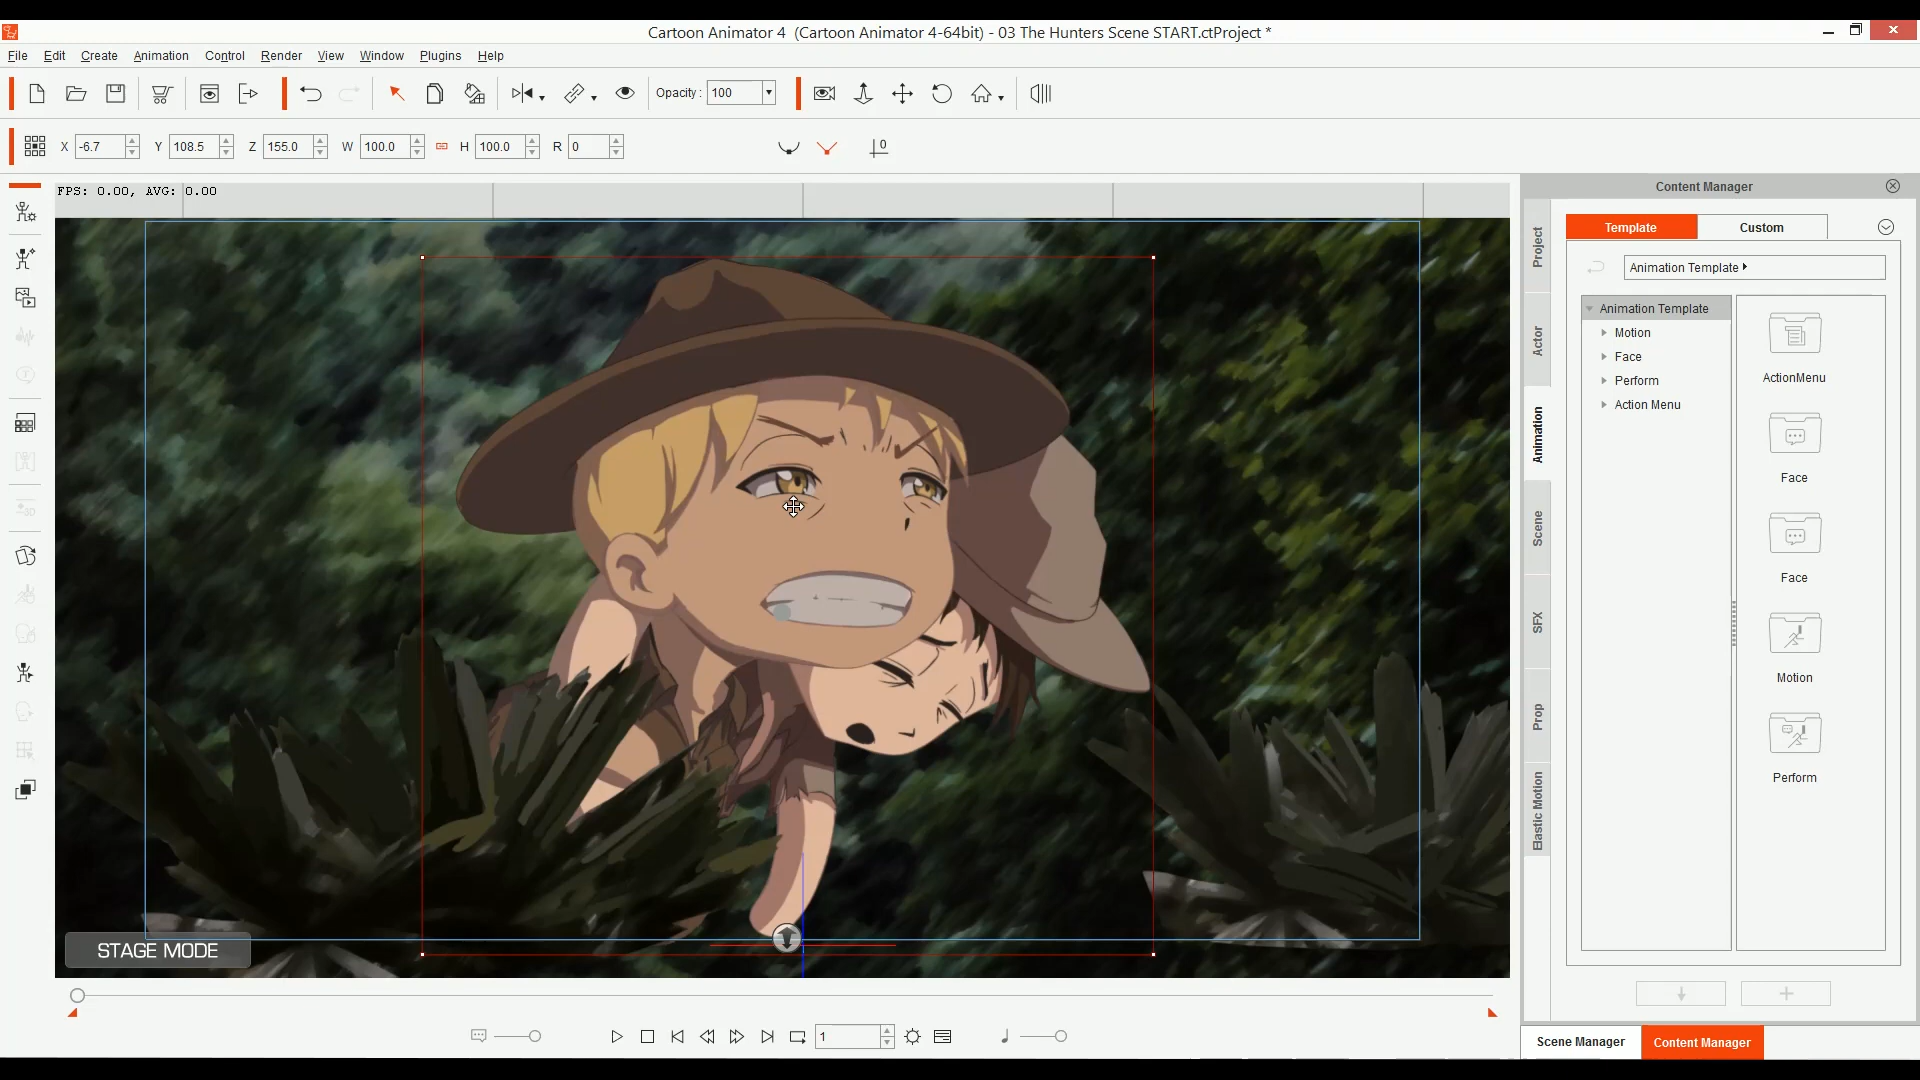 Cartoon Animator 4 (Cartoon Animator 4-64bit) - 03 The Hunters Scene START.ctProject *
File Edit Create Animation Control Render View Window Plugins Help
Opacity : 100
X -6.7 Y 108.5 Z 155.0 W 100.0 H 100.0 R 0
0
FPS: 0.00, AVG: 0.00
Content Manager
Template Custom
Animation Template
Project
Actor
Animation
Scene
SFX
Prop
Elastic Motion
Animation Template
Motion
Face
Perform
Action Menu
ActionMenu
Face
Face
Motion
Perform
3D
STAGE MODE
1
Scene Manager Content Manager